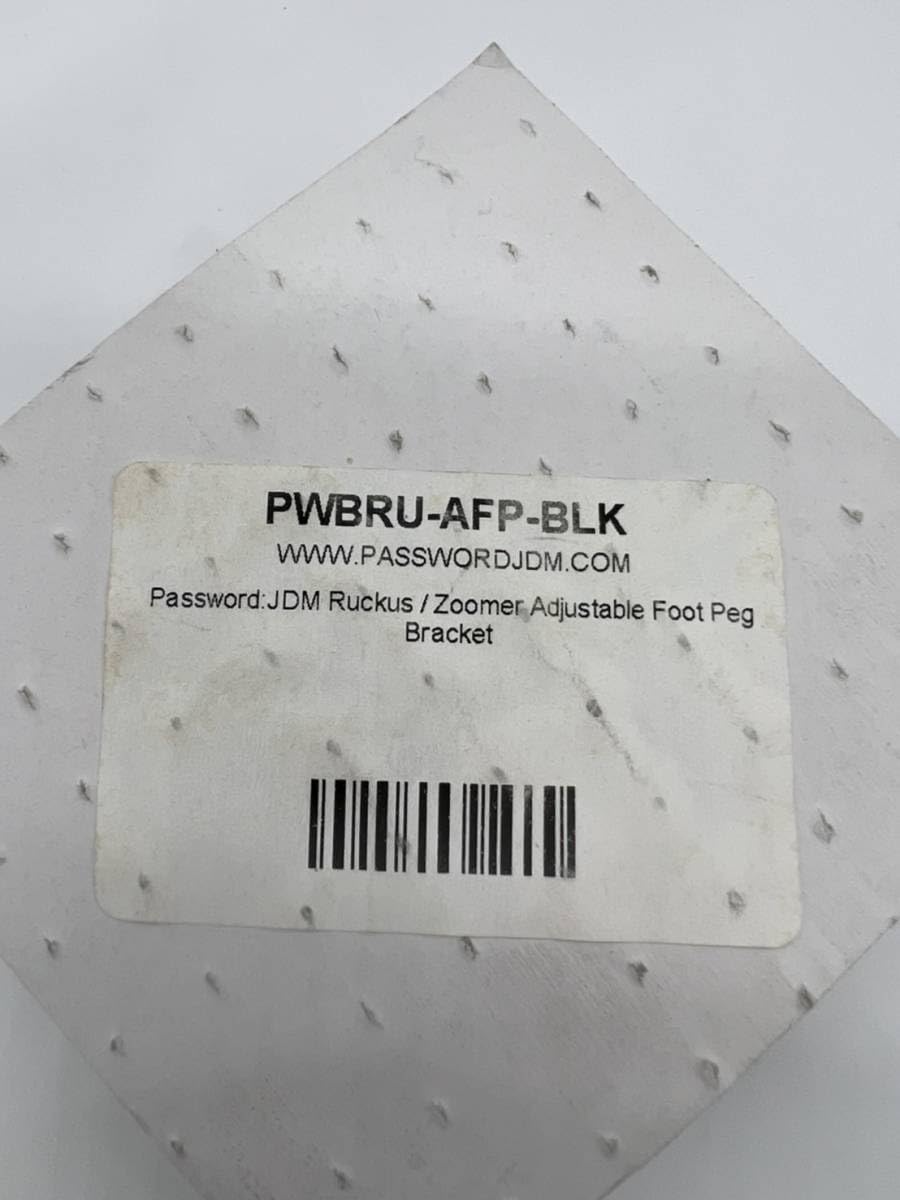 PWBRU-AFP-BLK
WWW.PASSWORDJDM.COM
Password:JDM Ruckus / Zoomer Adjustable Foot Peg
Bracket